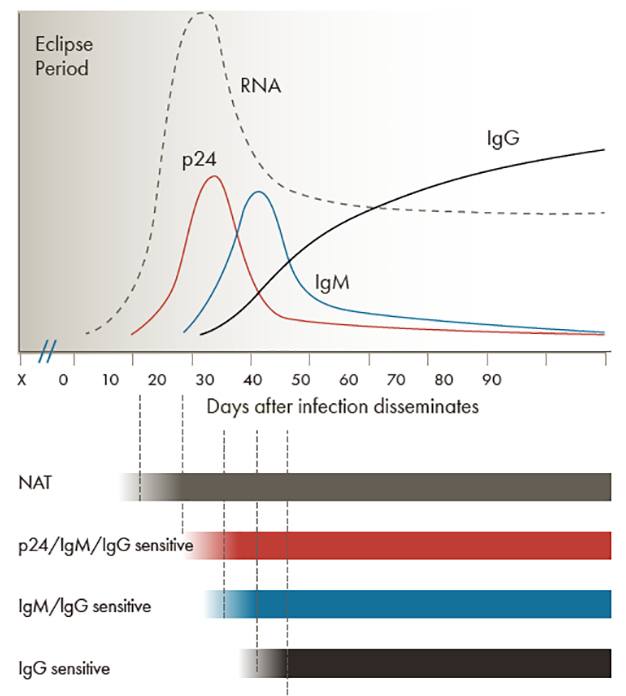 Eclipse
Period
RNA
p24
IgG
IgM
X 0 10 20 30 40 50 60 70 80 90
Days after infection disseminates
NAT
p24/IgM/IgG sensitive
IgM/IgG sensitive
IgG sensitive